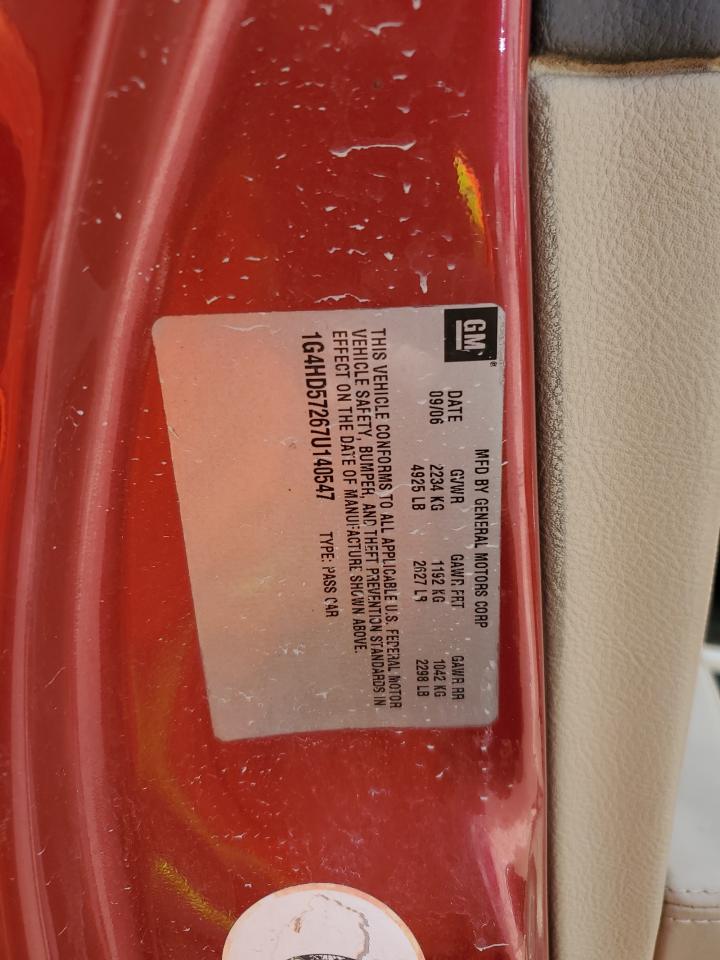 GM®
MFD BY GENERAL MOTORS CORP
DATE GVWR GAWR FRT GAWR RR
09/06 2234 KG 1192 KG 1042 KG
4925 LB 2627 LB 2298 LB
THIS VEHICLE CONFORMS TO ALL APPLICABLE U.S. FEDERAL MOTOR
VEHICLE SAFETY, BUMPER, AND THEFT PREVENTION STANDARDS IN
EFFECT ON THE DATE OF MANUFACTURE SHOWN ABOVE.
1G4HD57267U140547 TYPE: PASS CAR